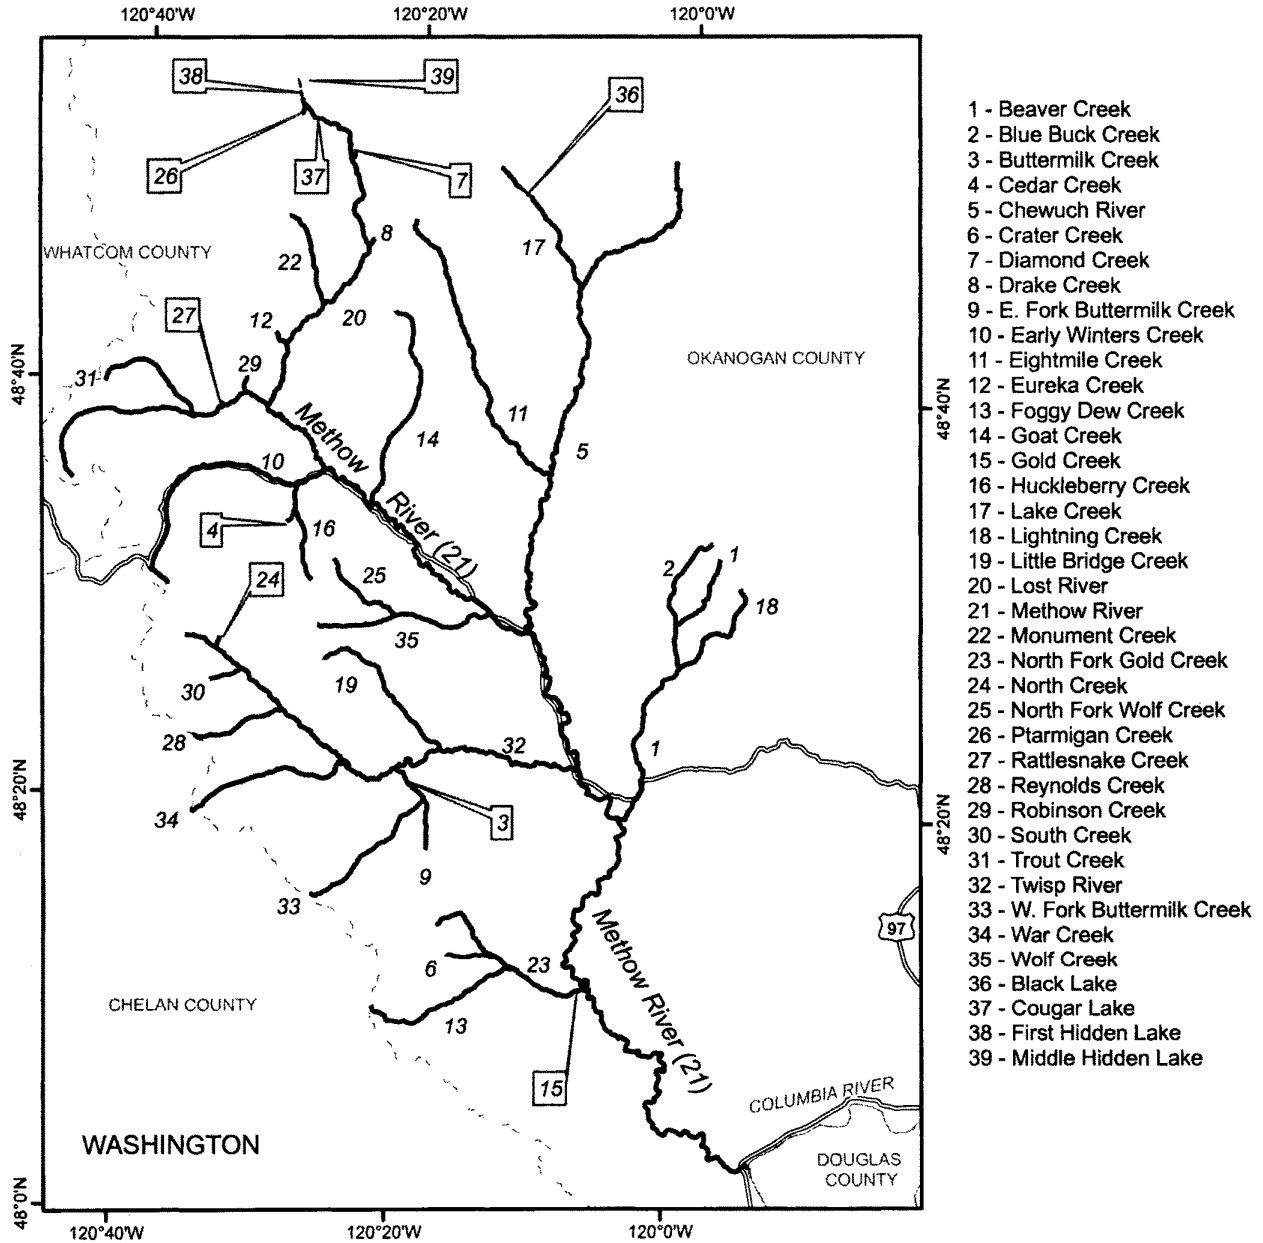 120°40'W
120°20'W
120°0'W
38
39
36
26
37
7
WHATCOM COUNTY
22
8
17
27
12
20
OKANOGAN COUNTY
48°40'N
48°40'N
31
29
Methow
River (21)
11
14
5
10
4
16
24
25
2
1
18
35
30
19
28
32
1
48°20'N
48°20'N
34
3
9
33
97
Methow River (21)
6
23
13
CHELAN COUNTY
15
COLUMBIA RIVER
WASHINGTON
DOUGLAS
COUNTY
48°0'N
120°40'W
120°20'W
120°0'W
1 - Beaver Creek
2 - Blue Buck Creek
3 - Buttermilk Creek
4 - Cedar Creek
5 - Chewuch River
6 - Crater Creek
7 - Diamond Creek
8 - Drake Creek
9 - E. Fork Buttermilk Creek
10 - Early Winters Creek
11 - Eightmile Creek
12 - Eureka Creek
13 - Foggy Dew Creek
14 - Goat Creek
15 - Gold Creek
16 - Huckleberry Creek
17 - Lake Creek
18 - Lightning Creek
19 - Little Bridge Creek
20 - Lost River
21 - Methow River
22 - Monument Creek
23 - North Fork Gold Creek
24 - North Creek
25 - North Fork Wolf Creek
26 - Ptarmigan Creek
27 - Rattlesnake Creek
28 - Reynolds Creek
29 - Robinson Creek
30 - South Creek
31 - Trout Creek
32 - Twisp River
33 - W. Fork Buttermilk Creek
34 - War Creek
35 - Wolf Creek
36 - Black Lake
37 - Cougar Lake
38 - First Hidden Lake
39 - Middle Hidden Lake